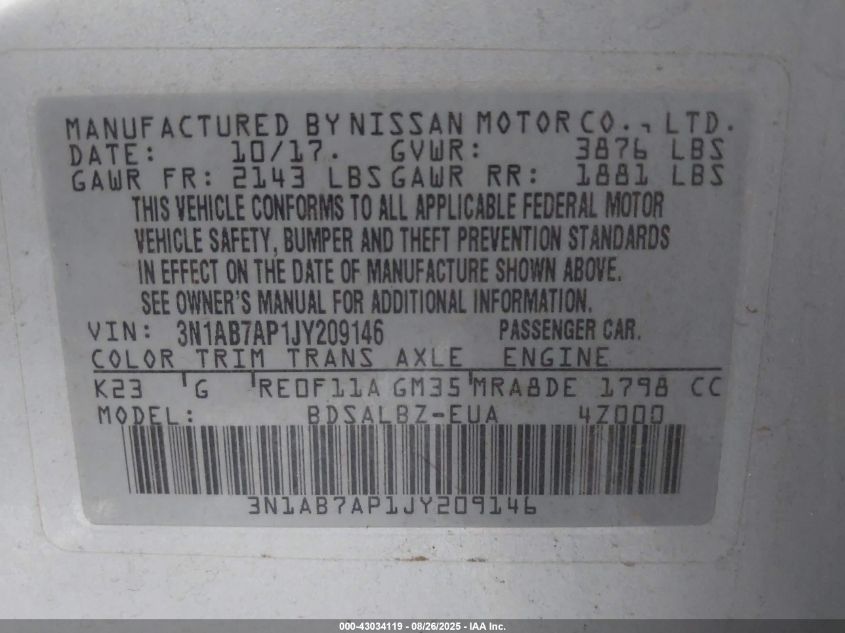 MANUFACTURED BY NISSAN MOTOR CO., LTD.
DATE: 10/17. GVWR: 3876 LBS
GAWR FR: 2143 LBS GAWR RR: 1881 LBS
THIS VEHICLE CONFORMS TO ALL APPLICABLE FEDERAL MOTOR
VEHICLE SAFETY, BUMPER AND THEFT PREVENTION STANDARDS
IN EFFECT ON THE DATE OF MANUFACTURE SHOWN ABOVE.
SEE OWNER'S MANUAL FOR ADDITIONAL INFORMATION.
VIN: 3N1AB7AP1JY209146 PASSENGER CAR.
COLOR TRIM TRANS AXLE ENGINE
K23 G RE0F11A GM35 MRA8DE 1798 CC
MODEL: BDSALBZ-EUA 4Z000
3N1AB7AP1JY209146
000-43034119 - 08/26/2025 - IAA Inc.